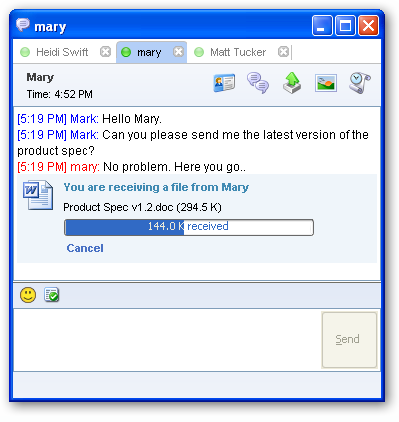 mary
Heidi Swift
mary
Matt Tucker
Mary
Time: 4:52 PM
[5:19 PM] Mark: Hello Mary.
[5:19 PM] Mark: Can you please send me the latest version of the
product spec?
[5:19 PM] mary: No problem. Here you go..
You are receiving a file from Mary
Product Spec v1.2.doc (294.5 K)
144.0 K received
Cancel
Send